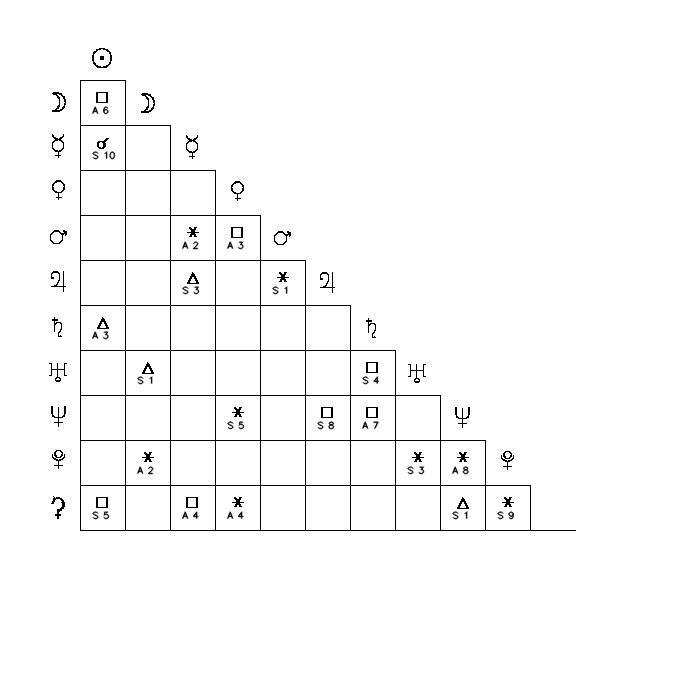 ☉
☽ □ A 6 ☽
☿ ☌ S 10 ☿
♀ ♀
♂ ⚹ A 2 □ A 3 ♂
♃ △ S 3 ⚹ S 1 ♃
♄ △ A 3 ♄
♅ △ S 1 □ S 4 ♅
♆ ⚹ S 5 □ S 8 □ A 7 ♆
♇ ⚹ A 2 ⚹ S 3 ⚹ A 8 ♇
⚳ □ S 5 □ A 4 ⚹ A 4 △ S 1 ⚹ S 9